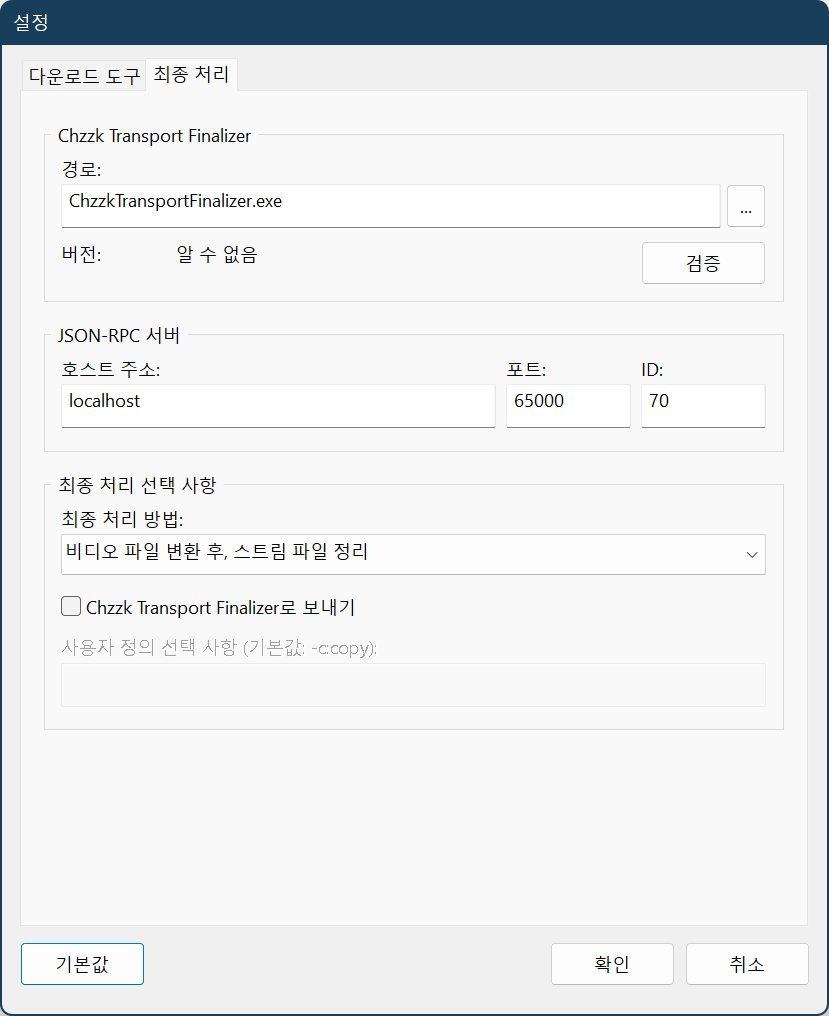 설정
다운로드 도구
최종 처리
Chzzk Transport Finalizer
경로:
ChzzkTransportFinalizer.exe
...
버전:
알 수 없음
검증
JSON-RPC 서버
호스트 주소:
포트:
ID:
localhost
65000
70
최종 처리 선택 사항
최종 처리 방법:
비디오 파일 변환 후, 스트림 파일 정리
Chzzk Transport Finalizer로 보내기
사용자 정의 선택 사항 (기본값: -c:copy):
기본값
확인
취소